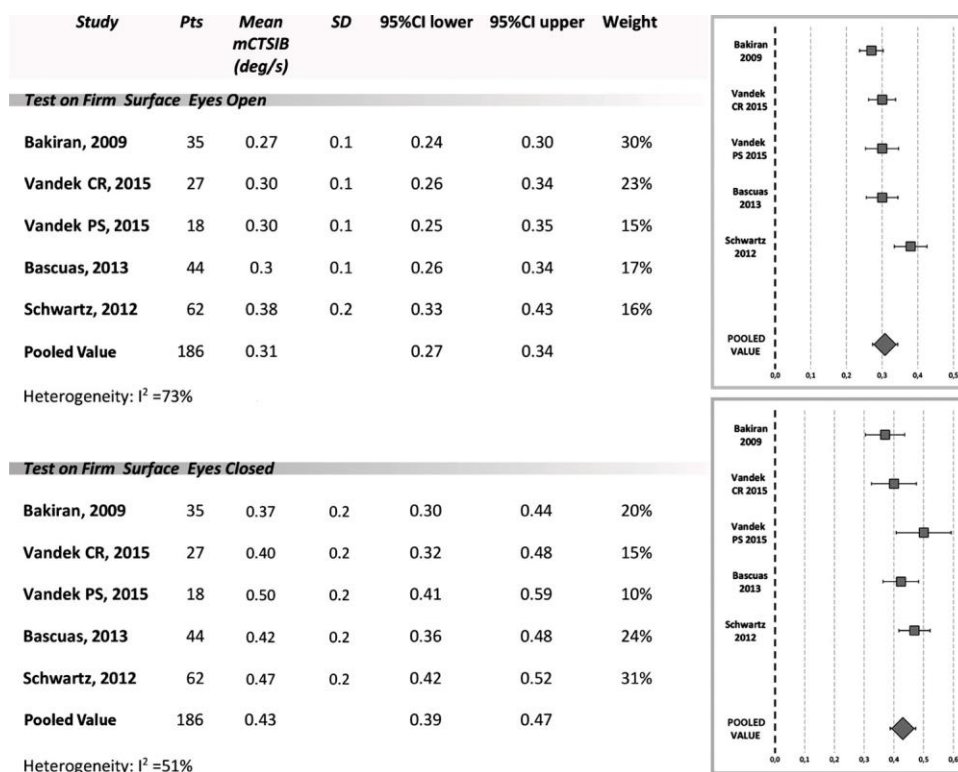 Study Pts Mean mCTSIB (deg/s) SD 95%CI lower 95%CI upper Weight
Test on Firm Surface Eyes Open
Bakiran, 2009 35 0.27 0.1 0.24 0.30 30%
Vandek CR, 2015 27 0.30 0.1 0.26 0.34 23%
Vandek PS, 2015 18 0.30 0.1 0.25 0.35 15%
Bascuas, 2013 44 0.3 0.1 0.26 0.34 17%
Schwartz, 2012 62 0.38 0.2 0.33 0.43 16%
Pooled Value 186 0.31 0.27 0.34
Heterogeneity: I² =73%
Bakiran
2009
Vandek
CR 2015
Vandek
PS 2015
Bascuas
2013
Schwartz
2012
POOLED
VALUE
0,0 0,1 0,2 0,3 0,4 0,5
Test on Firm Surface Eyes Closed
Bakiran, 2009 35 0.37 0.2 0.30 0.44 20%
Vandek CR, 2015 27 0.40 0.2 0.32 0.48 15%
Vandek PS, 2015 18 0.50 0.2 0.41 0.59 10%
Bascuas, 2013 44 0.42 0.2 0.36 0.48 24%
Schwartz, 2012 62 0.47 0.2 0.42 0.52 31%
Pooled Value 186 0.43 0.39 0.47
Heterogeneity: I² =51%
Bakiran
2009
Vandek
CR 2015
Vandek
PS 2015
Bascuas
2013
Schwartz
2012
POOLED
VALUE
0,0 0,1 0,2 0,3 0,4 0,5 0,6